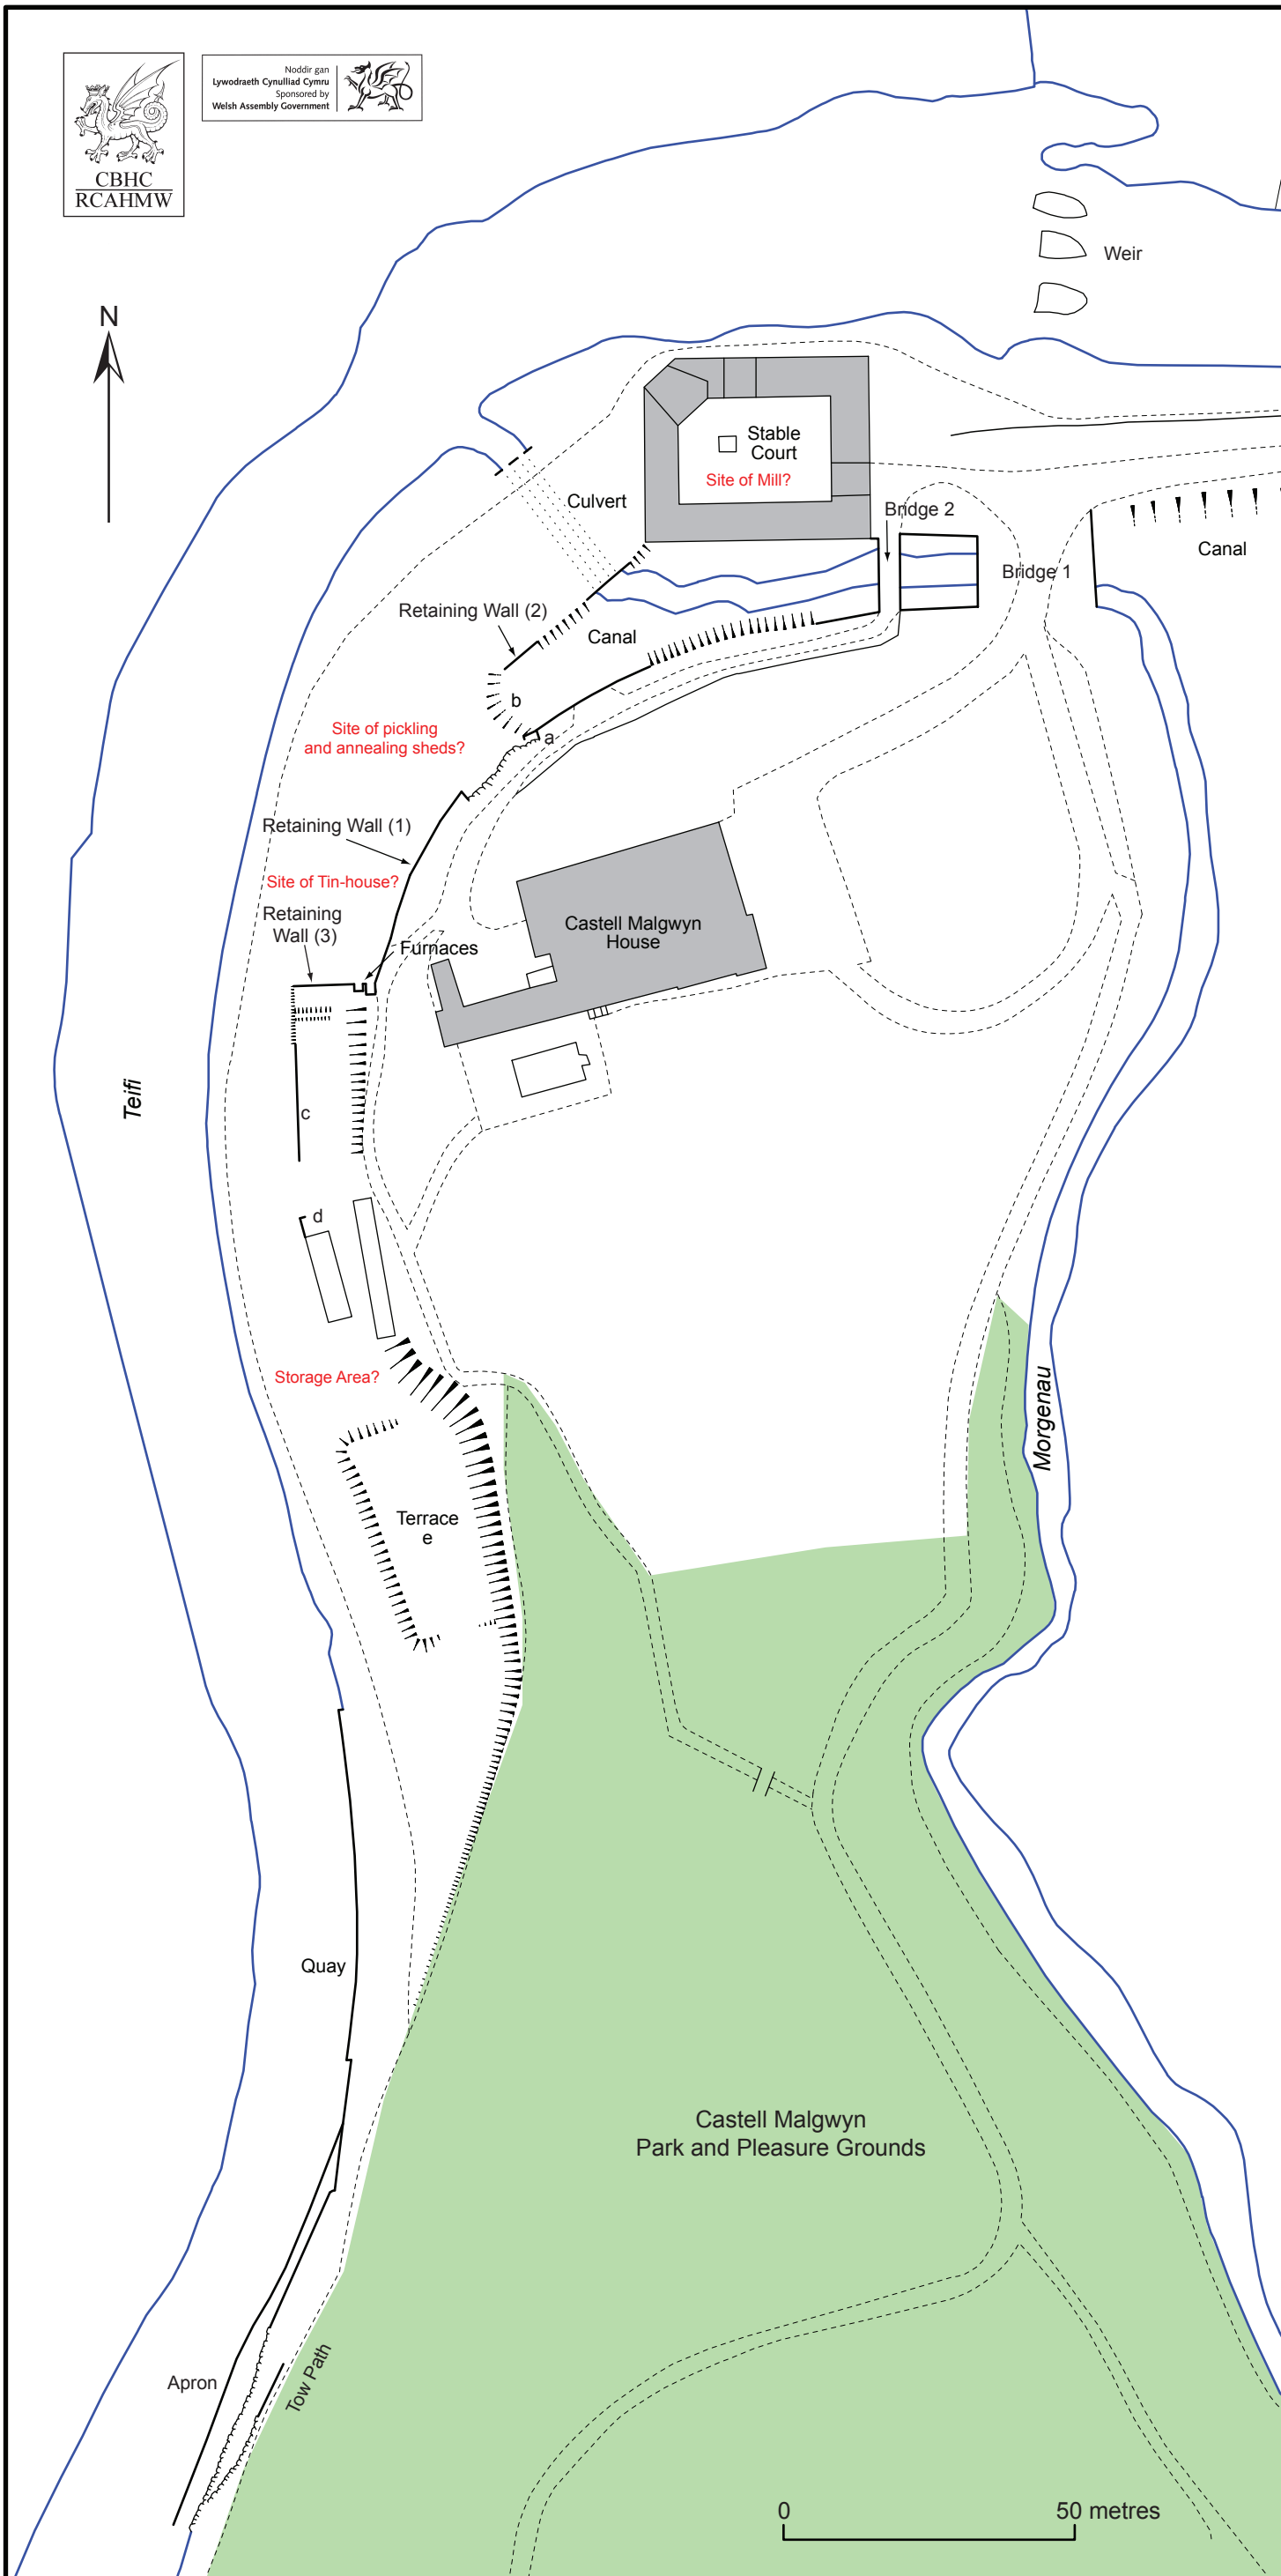 CBHC
RCAHMW
Noddir gan
Lywodraeth Cynulliad Cymru
Sponsored by
Welsh Assembly Government
N
Weir
Stable
Court
Site of Mill?
Culvert
Bridge 2
Canal
Bridge 1
Retaining Wall (2)
Canal
b
a
Site of pickling
and annealing sheds?
Retaining Wall (1)
Site of Tin-house?
Retaining
Wall (3)
Furnaces
Castell Malgwyn
House
Teifi
c
d
Storage Area?
Morgenau
Terrace
e
Quay
Castell Malgwyn
Park and Pleasure Grounds
Apron
Tow Path
0
50 metres